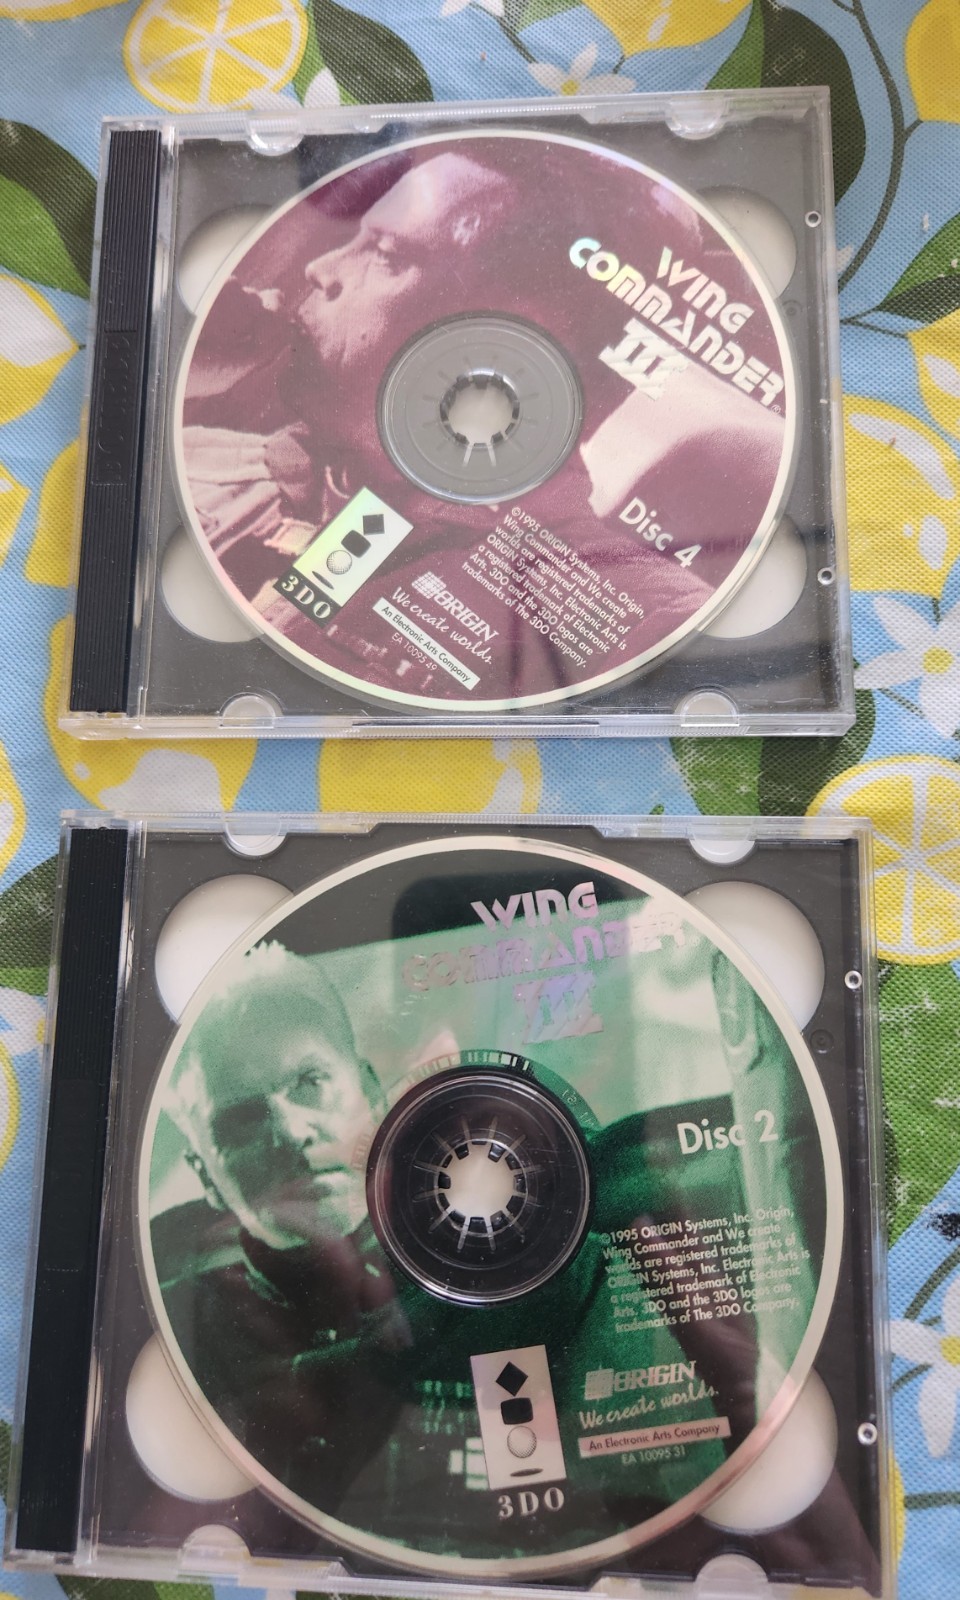 WING
COMMANDER®
III
Disc 4
©1995 ORIGIN Systems, Inc. Origin,
Wing Commander and We create
worlds are registered trademarks of
ORIGIN Systems, Inc. Electronic Arts is
a registered trademark of Electronic
Arts. 3DO and the 3DO logos are
trademarks of The 3DO Company.
3DO
ORIGIN
We create worlds.
An Electronic Arts Company
EA 10095 49
WING
COMMANDER
III
Disc 2
©1995 ORIGIN Systems, Inc. Origin,
Wing Commander and We create
worlds are registered trademarks of
ORIGIN Systems, Inc. Electronic Arts is
a registered trademark of Electronic
Arts. 3DO and the 3DO logos are
trademarks of The 3DO Company.
ORIGIN
We create worlds.
An Electronic Arts Company
EA 10095 31
3DO